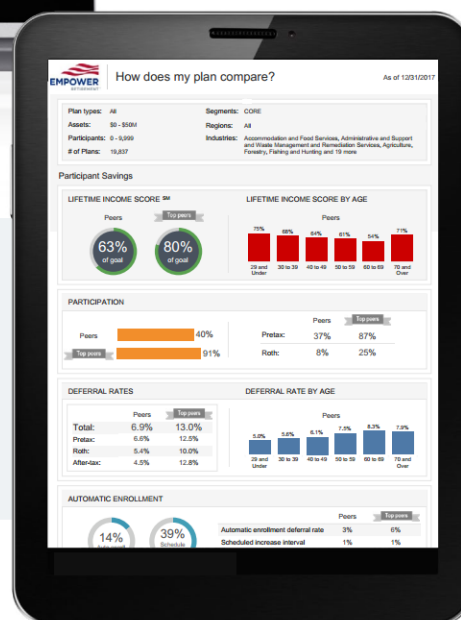 EMPOWER
RETIREMENT
How does my plan compare?
As of 12/31/2017
Plan types: All
Assets: $0 - $50M
Participants: 0 - 9,999
# of Plans: 19,837
Segments: CORE
Regions: All
Industries: Accommodation and Food Services, Administrative and Support
and Waste Management and Remediation Services, Agriculture,
Forestry, Fishing and Hunting and 19 more
Participant Savings
LIFETIME INCOME SCORE SM
Peers Top peers
63% 80%
of goal of goal
LIFETIME INCOME SCORE BY AGE
Peers
75% 68% 64% 61% 54% 71%
29 and 30 to 39 40 to 49 50 to 59 60 to 69 70 and
Under Over
PARTICIPATION
Peers 40%
Top peers 91%
Peers Top peers
Pretax: 37% 87%
Roth: 8% 25%
DEFERRAL RATES
Peers Top peers
Total: 6.9% 13.0%
Pretax: 6.6% 12.5%
Roth: 5.4% 10.0%
After-tax: 4.5% 12.8%
DEFERRAL RATE BY AGE
Peers
5.0% 5.6% 6.1% 7.5% 8.3% 7.9%
29 and 30 to 39 40 to 49 50 to 59 60 to 69 70 and
Under Over
AUTOMATIC ENROLLMENT
14% 39%
Schedule
Peers Top peers
Automatic enrollment deferral rate 3% 6%
Scheduled increase interval 1% 1%